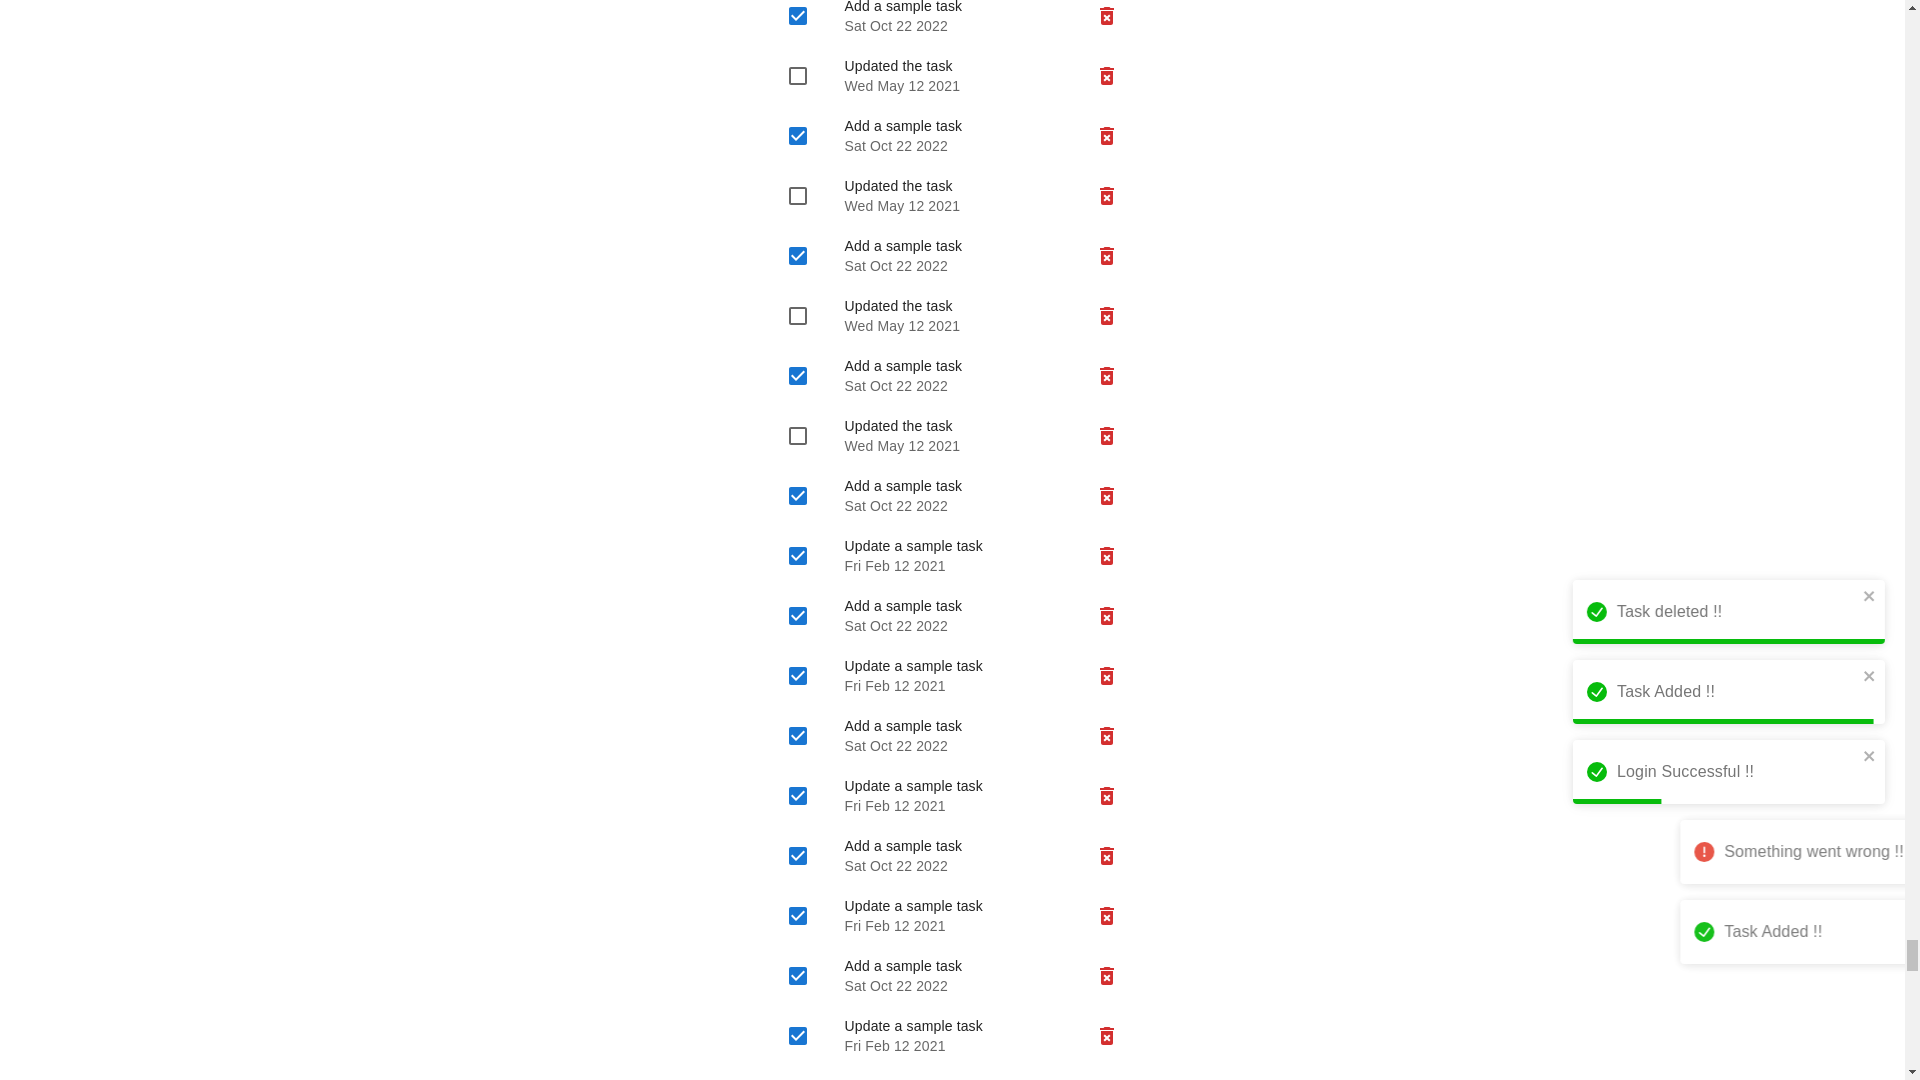 Add a sample task
Sat Oct 22 2022
Updated the task
Wed May 12 2021
Add a sample task
Sat Oct 22 2022
Updated the task
Wed May 12 2021
Add a sample task
Sat Oct 22 2022
Updated the task
Wed May 12 2021
Add a sample task
Sat Oct 22 2022
Updated the task
Wed May 12 2021
Add a sample task
Sat Oct 22 2022
Update a sample task
Fri Feb 12 2021
Add a sample task
Sat Oct 22 2022
Update a sample task
Fri Feb 12 2021
Add a sample task
Sat Oct 22 2022
Update a sample task
Fri Feb 12 2021
Add a sample task
Sat Oct 22 2022
Update a sample task
Fri Feb 12 2021
Add a sample task
Sat Oct 22 2022
Update a sample task
Fri Feb 12 2021
Task deleted !!
Task Added !!
Login Successful !!
Something went wrong !!
Task Added !!